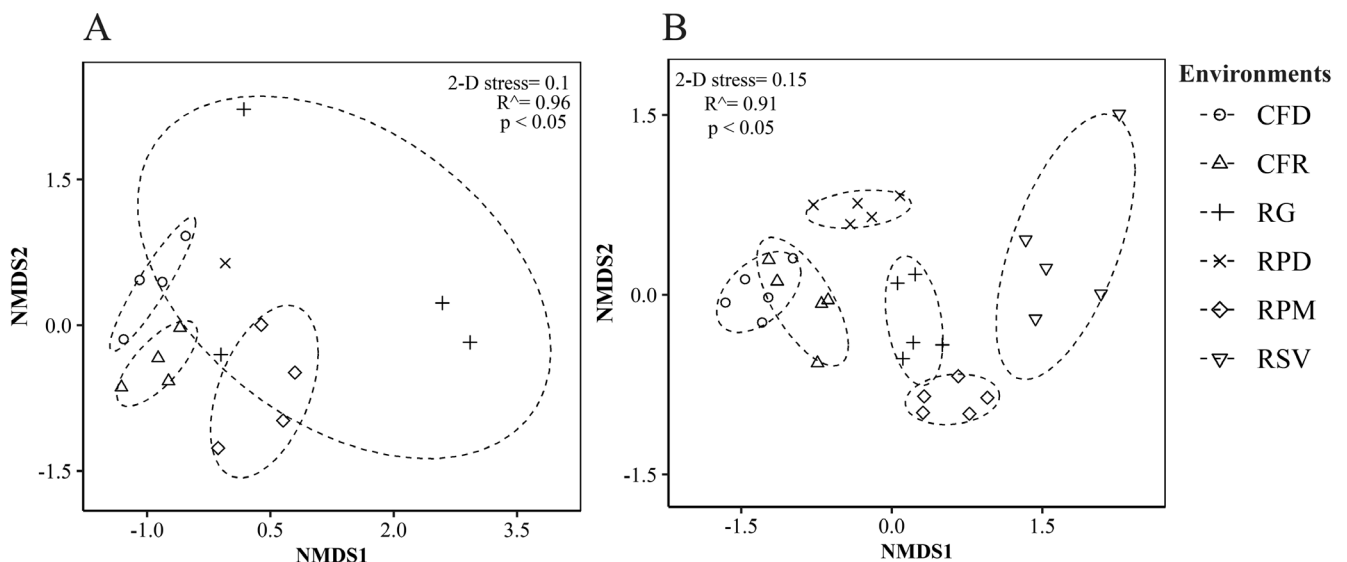 A
2-D stress= 0.1
R^= 0.96
p < 0.05
1.5
0.0
-1.5
NMDS2
-1.0
0.5
2.0
3.5
NMDS1
B
2-D stress= 0.15
R^= 0.91
p < 0.05
1.5
0.0
-1.5
NMDS2
-1.5
0.0
1.5
NMDS1
Environments
CFD
CFR
RG
RPD
RPM
RSV